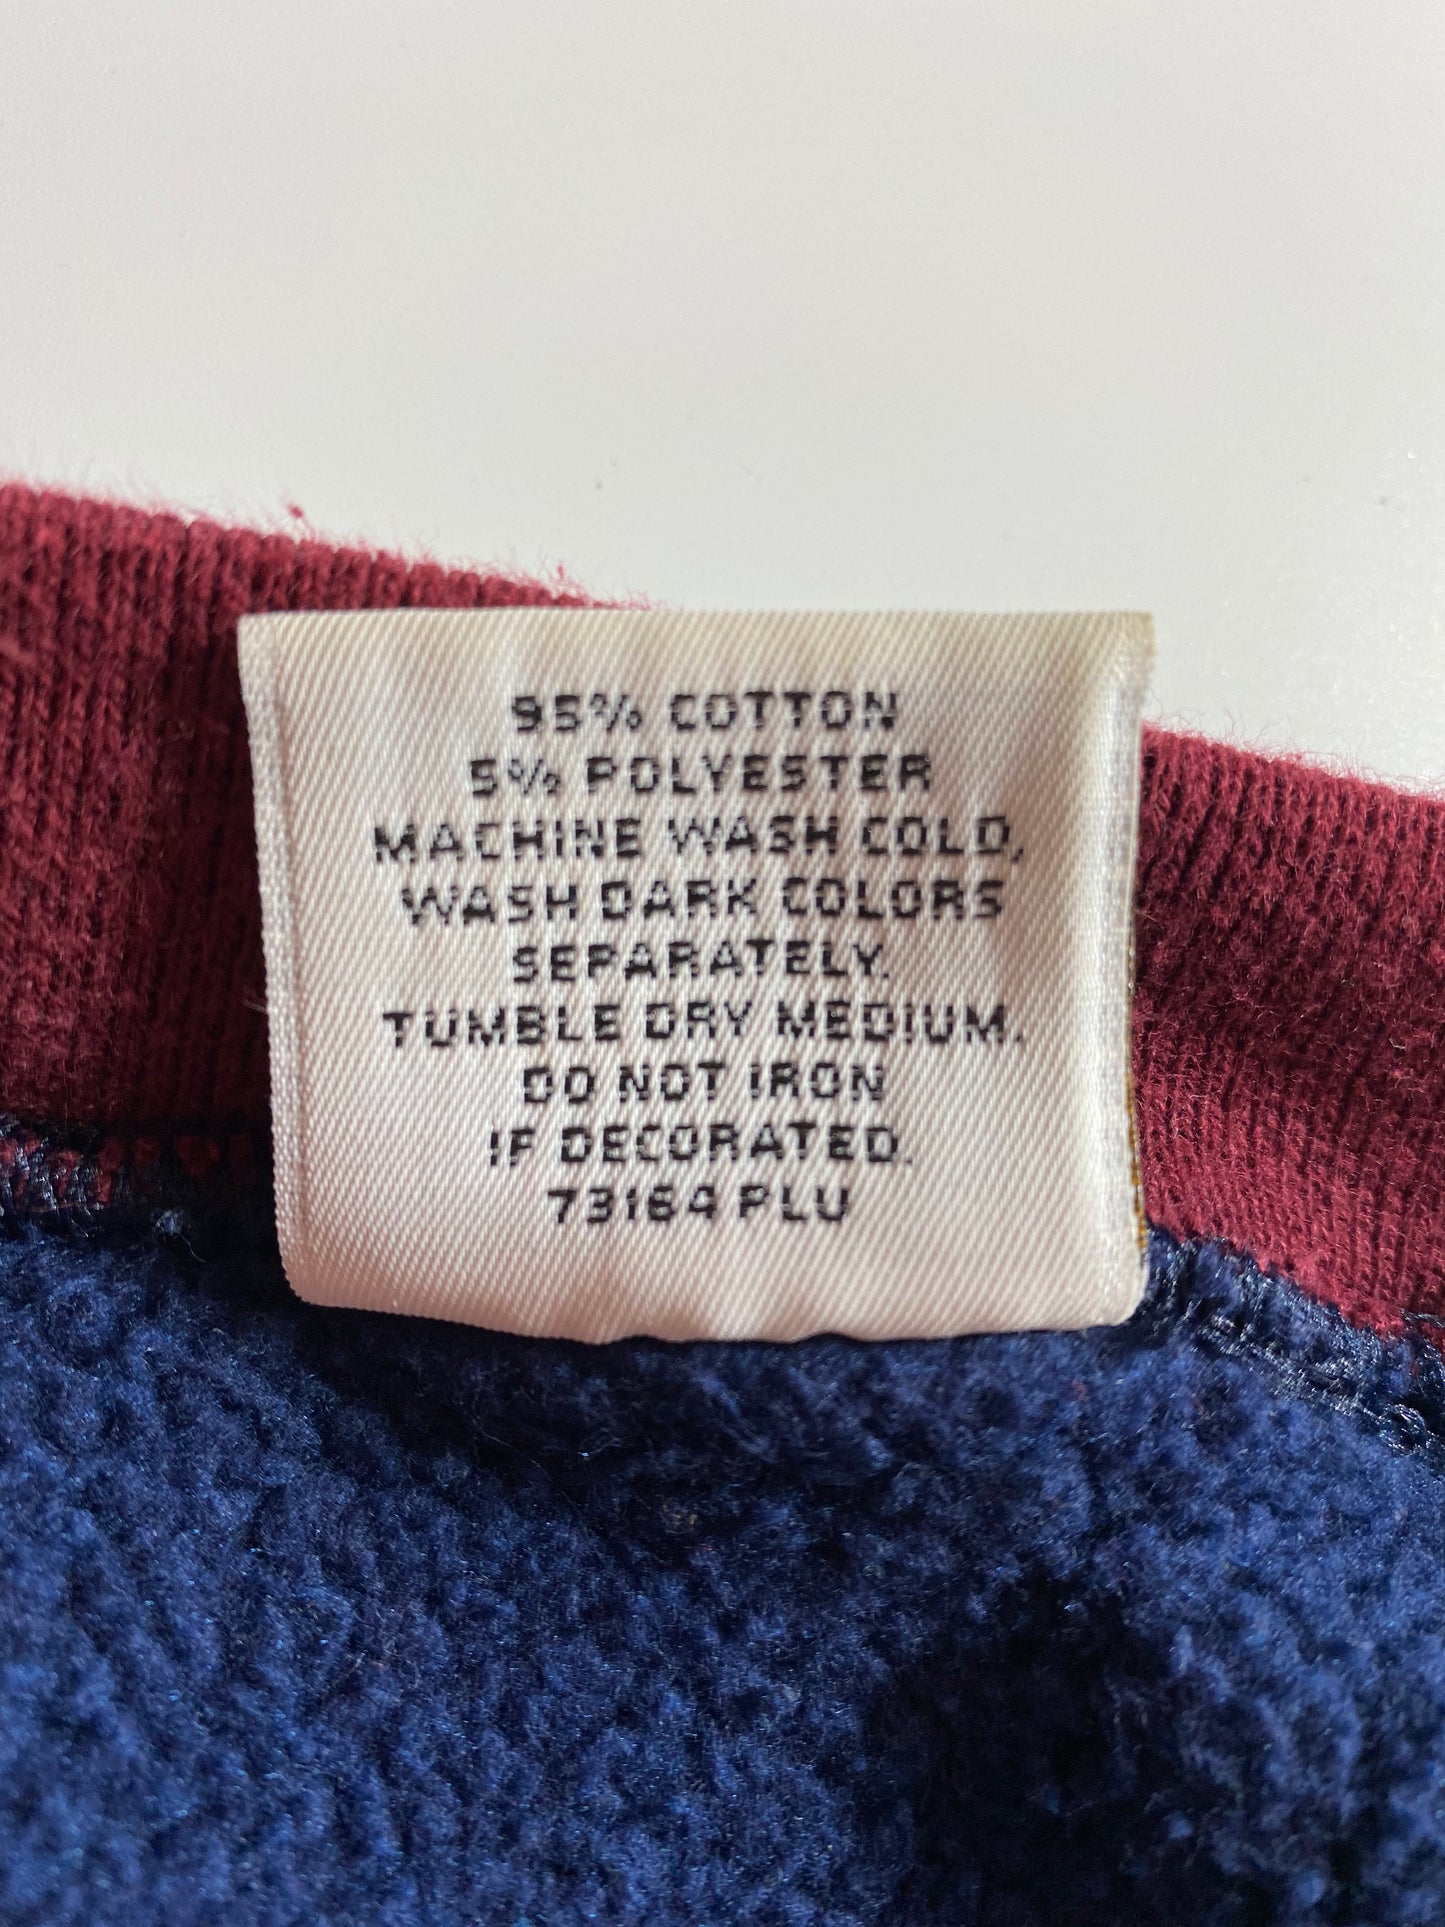 95% COTTON
5% POLYESTER
MACHINE WASH COLD,
WASH DARK COLORS
SEPARATELY.
TUMBLE DRY MEDIUM.
DO NOT IRON
IF DECORATED.
73164 PLU